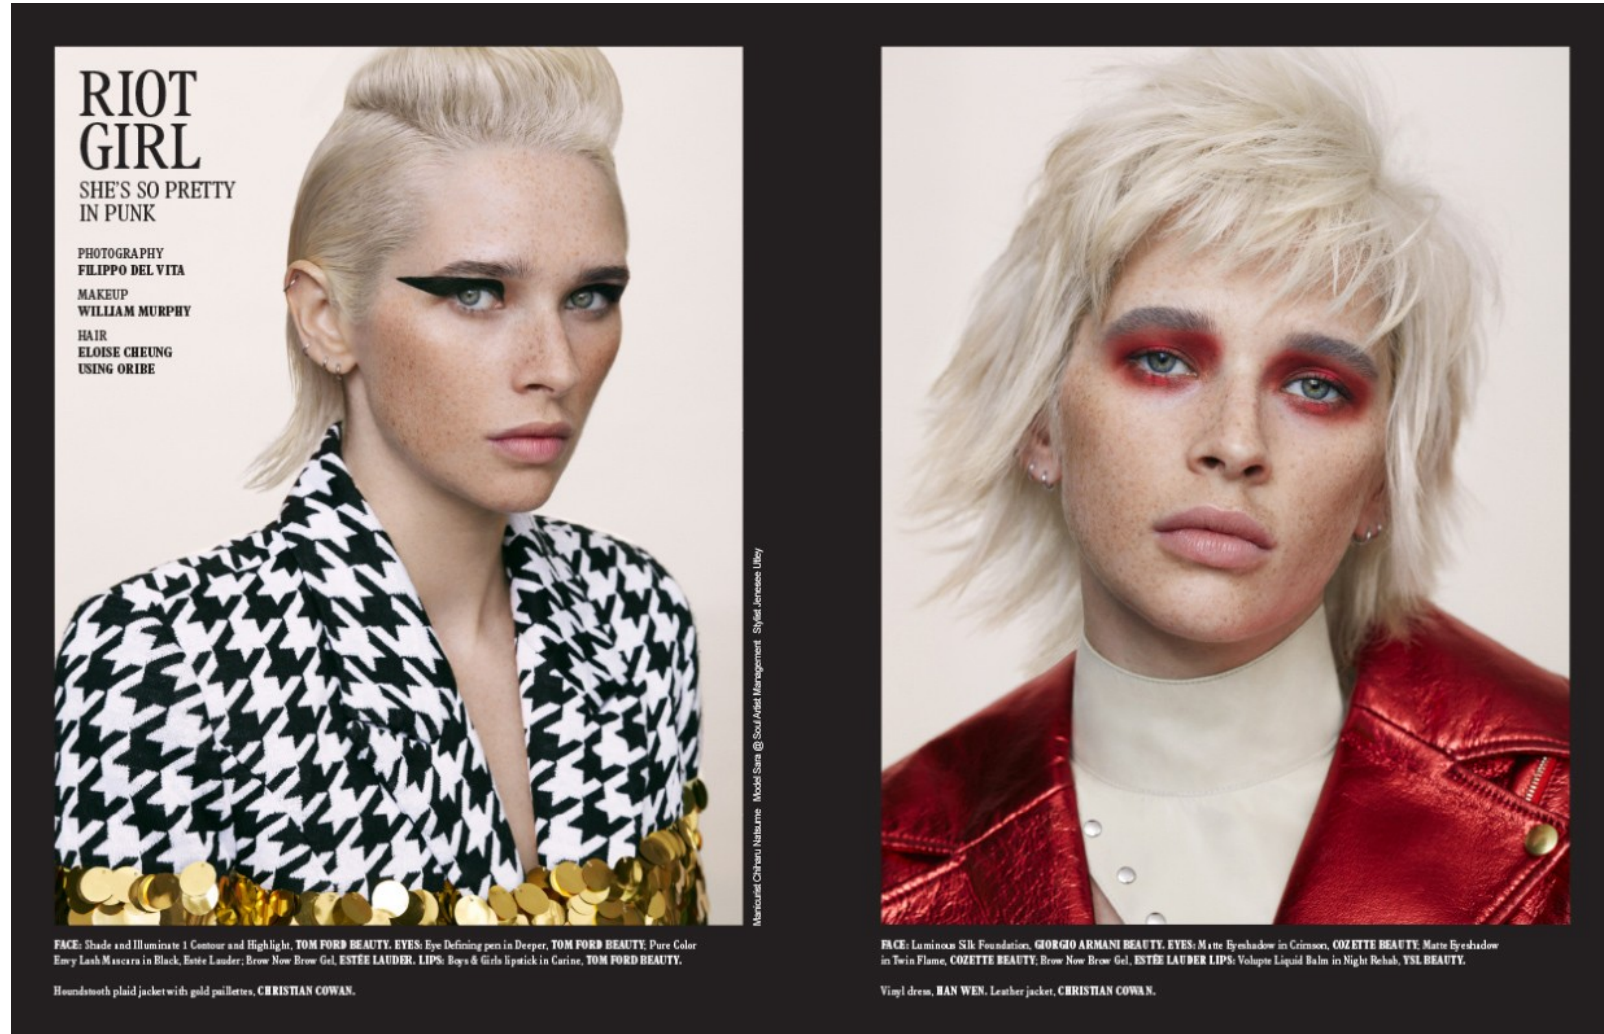 RIOT
GIRL
SHE'S SO PRETTY
IN PUNK
PHOTOGRAPHY
FILIPPO DEL VITA
MAKEUP
WILLIAM MURPHY
HAIR
ELOISE CHEUNG
USING ORIBE
Manicurist Chiharu Natsume Model Sara @ Soul Artist Management Stylist Jenesee Utley
FACE: Shade and Illuminate 1 Contour and Highlight, TOM FORD BEAUTY. EYES: Eye Defining pen in Deeper, TOM FORD BEAUTY; Pure Color
Envy Lash Mascara in Black, Estée Lauder; Brow Now Brow Gel, ESTÉE LAUDER. LIPS: Boys & Girls lipstick in Carine, TOM FORD BEAUTY.
Houndstooth plaid jacket with gold paillettes, CHRISTIAN COWAN.
FACE: Luminous Silk Foundation, GIORGIO ARMANI BEAUTY. EYES: Matte Eyeshadow in Crimson, COZETTE BEAUTY; Matte Eyeshadow
in Twin Flame, COZETTE BEAUTY; Brow Now Brow Gel, ESTÉE LAUDER LIPS: Volupte Liquid Balm in Night Rehab, YSL BEAUTY.
Vinyl dress, HAN WEN. Leather jacket, CHRISTIAN COWAN.